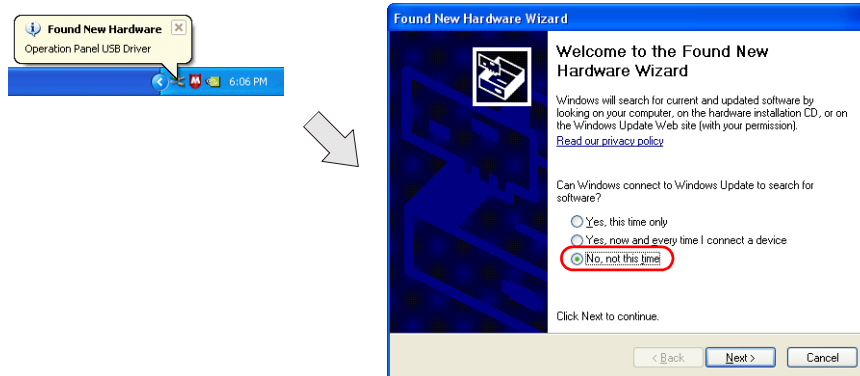 Found New Hardware
Operation Panel USB Driver
6:06 PM
Found New Hardware Wizard
Welcome to the Found New
Hardware Wizard
Windows will search for current and updated software by
looking on your computer, on the hardware installation CD, or on
the Windows Update Web site (with your permission).
Read our privacy policy
Can Windows connect to Windows Update to search for
software?
Yes, this time only
Yes, now and every time I connect a device
No, not this time
Click Next to continue.
< Back
Next >
Cancel